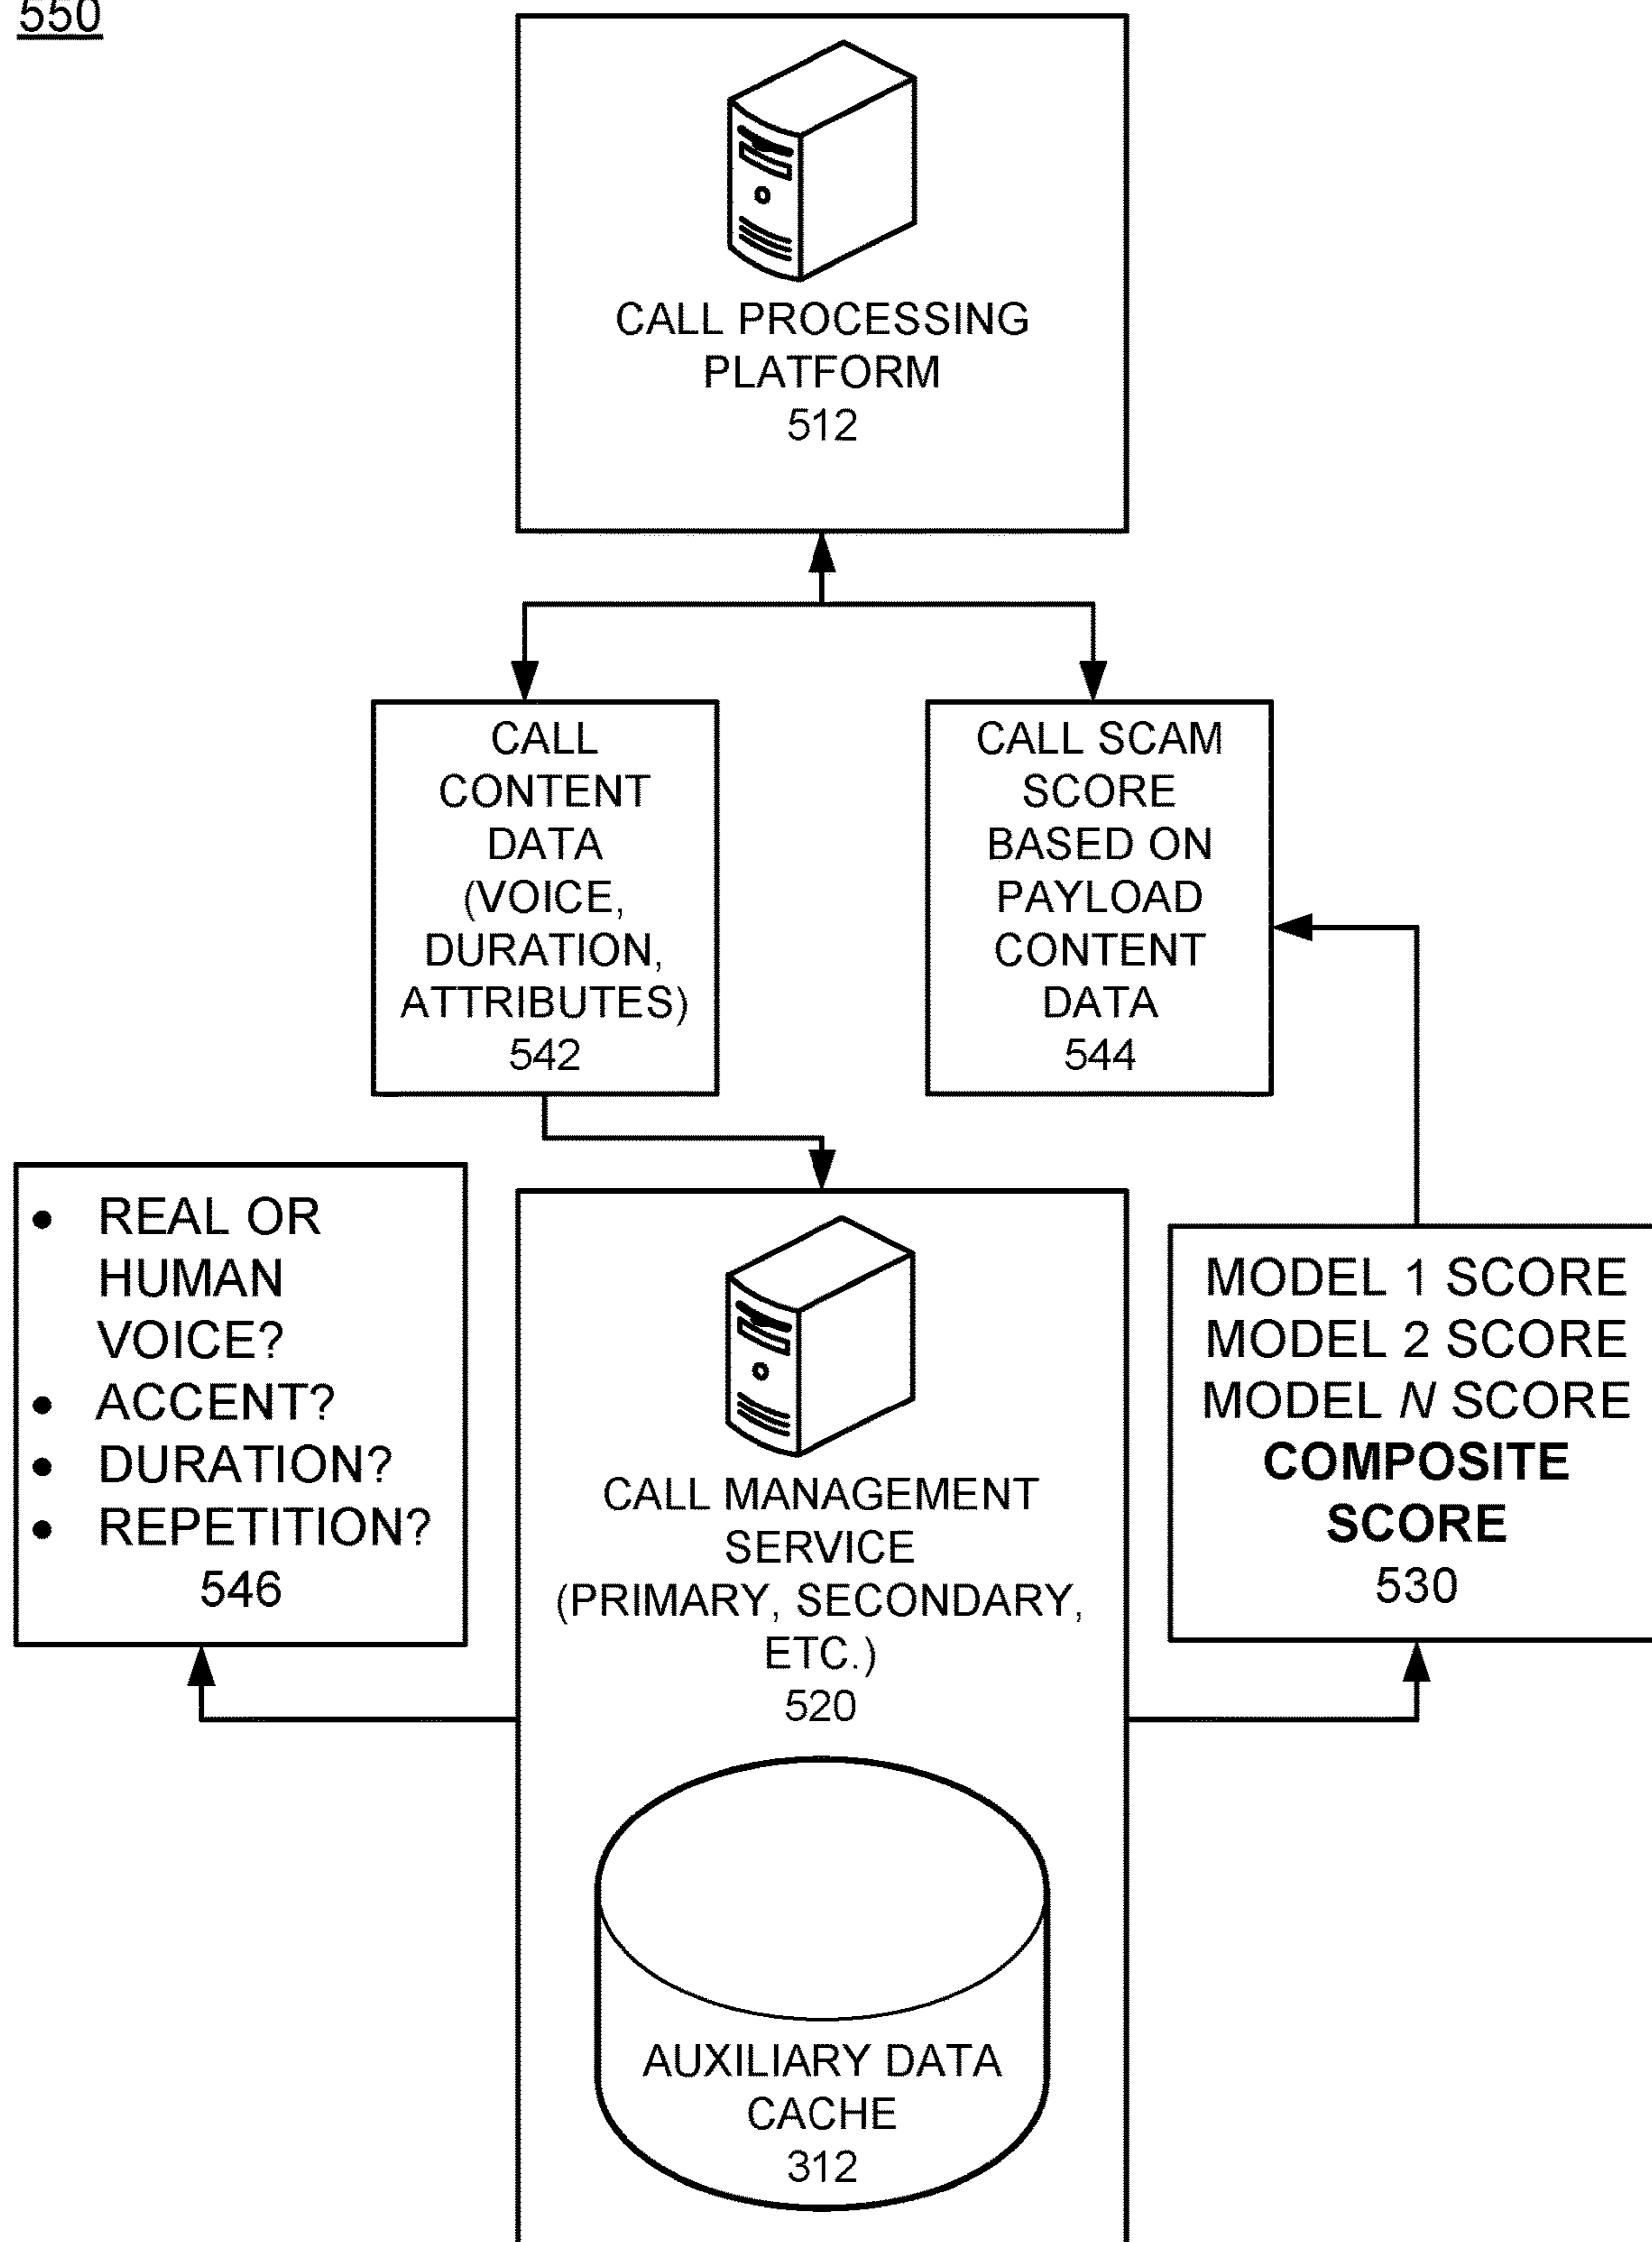 550
CALL PROCESSING
PLATFORM
512
CALL
CONTENT
DATA
(VOICE,
DURATION,
ATTRIBUTES)
542
CALL SCAM
SCORE
BASED ON
PAYLOAD
CONTENT
DATA
544
• REAL OR
HUMAN
VOICE?
• ACCENT?
• DURATION?
• REPETITION?
546
CALL MANAGEMENT
SERVICE
(PRIMARY, SECONDARY,
ETC.)
520
MODEL 1 SCORE
MODEL 2 SCORE
MODEL N SCORE
COMPOSITE
SCORE
530
AUXILIARY DATA
CACHE
312